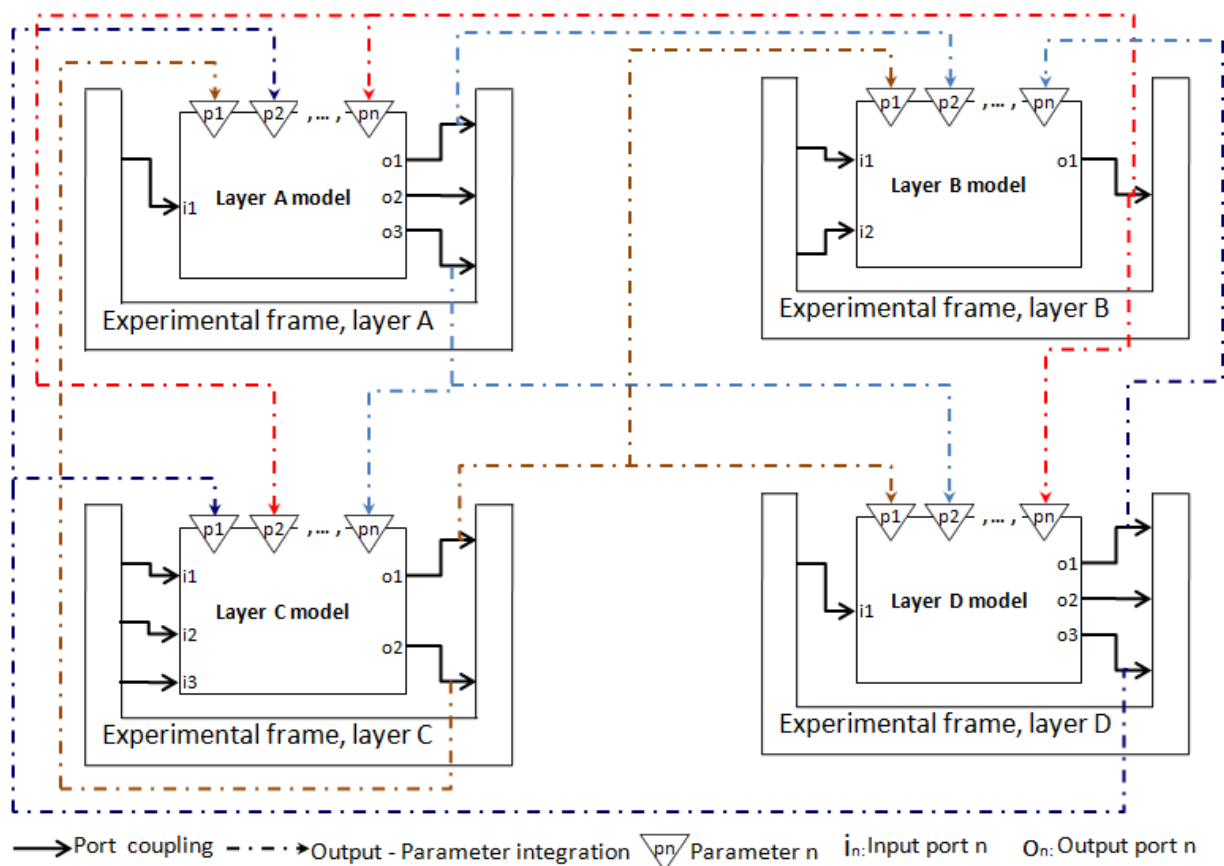 p1 p2 ,...., pn
o1
i1
Layer A model
o2
o3
Experimental frame, layer A
p1 p2 ,...., pn
i1
o1
Layer B model
i2
Experimental frame, layer B
p1 p2 ,...., pn
i1
o1
Layer C model
i2
o2
i3
Experimental frame, layer C
p1 p2 ,...., pn
o1
i1
Layer D model
o2
o3
Experimental frame, layer D
Port coupling Output - Parameter integration pn Parameter n in: Input port n on: Output port n